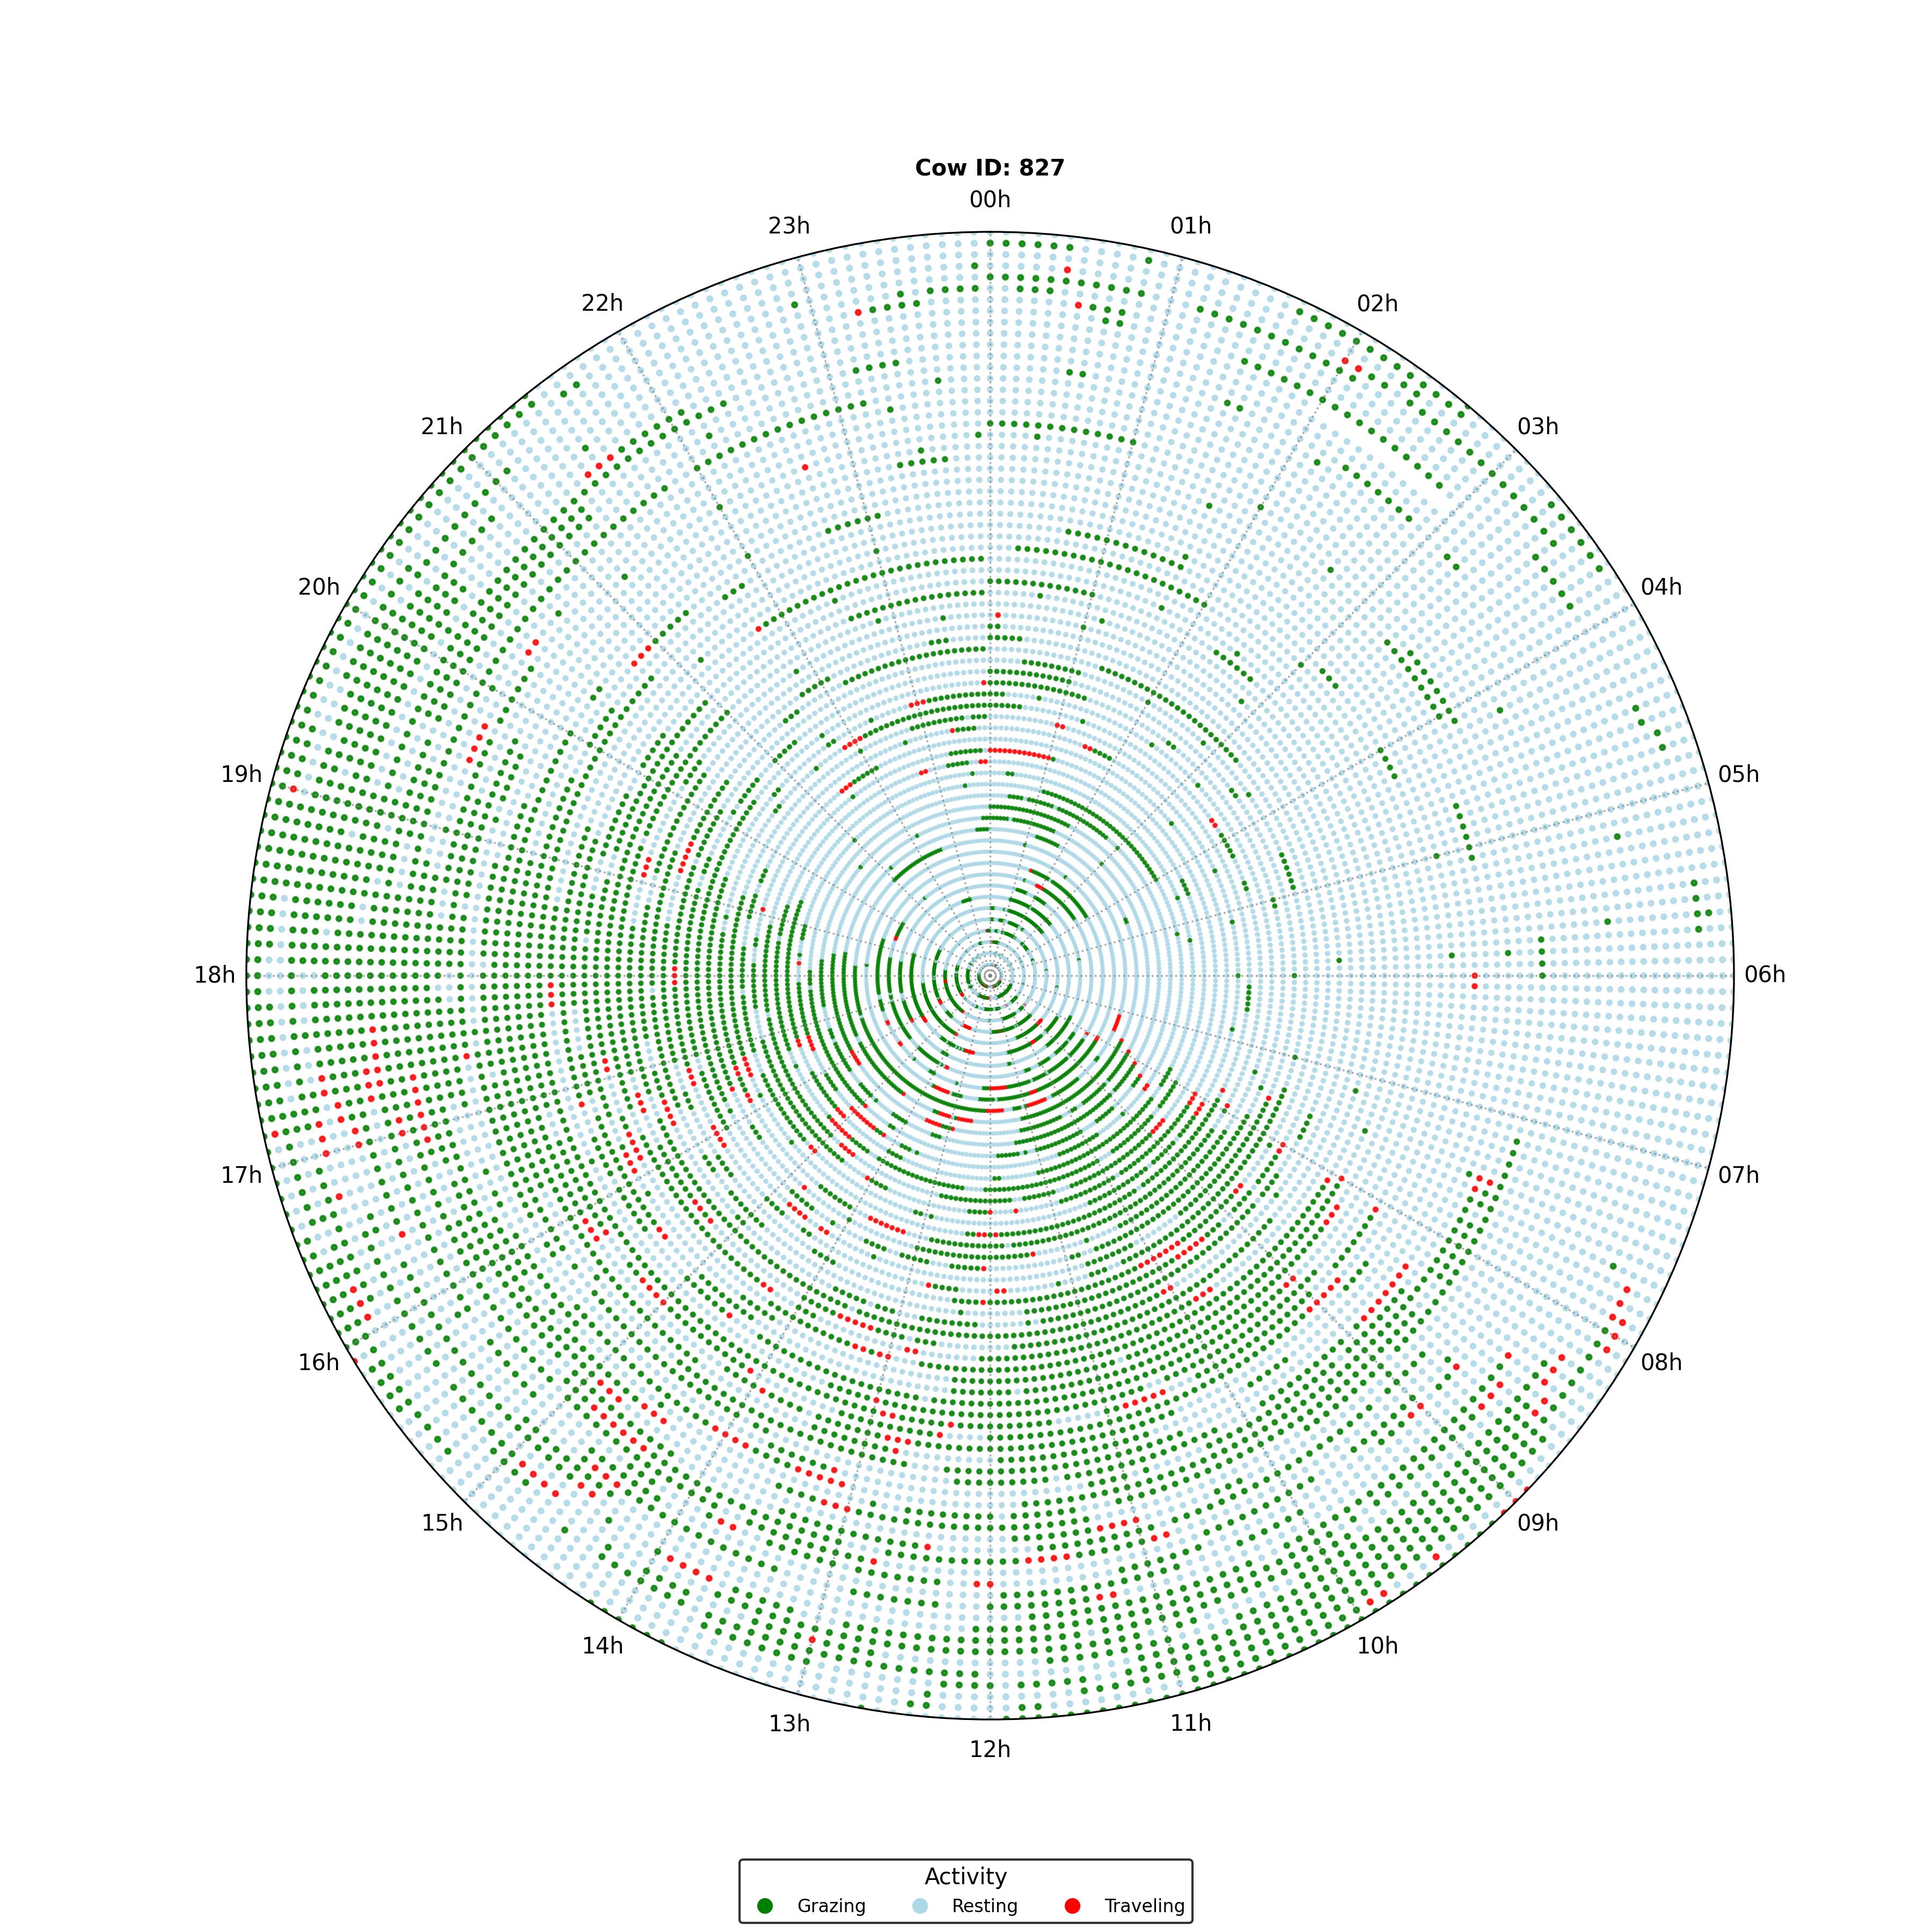 Cow ID: 827
00h
23h
01h
22h
02h
21h
03h
20h
04h
19h
05h
18h
06h
17h
07h
16h
08h
15h
09h
14h
10h
13h
11h
12h
Activity
Grazing Resting Traveling